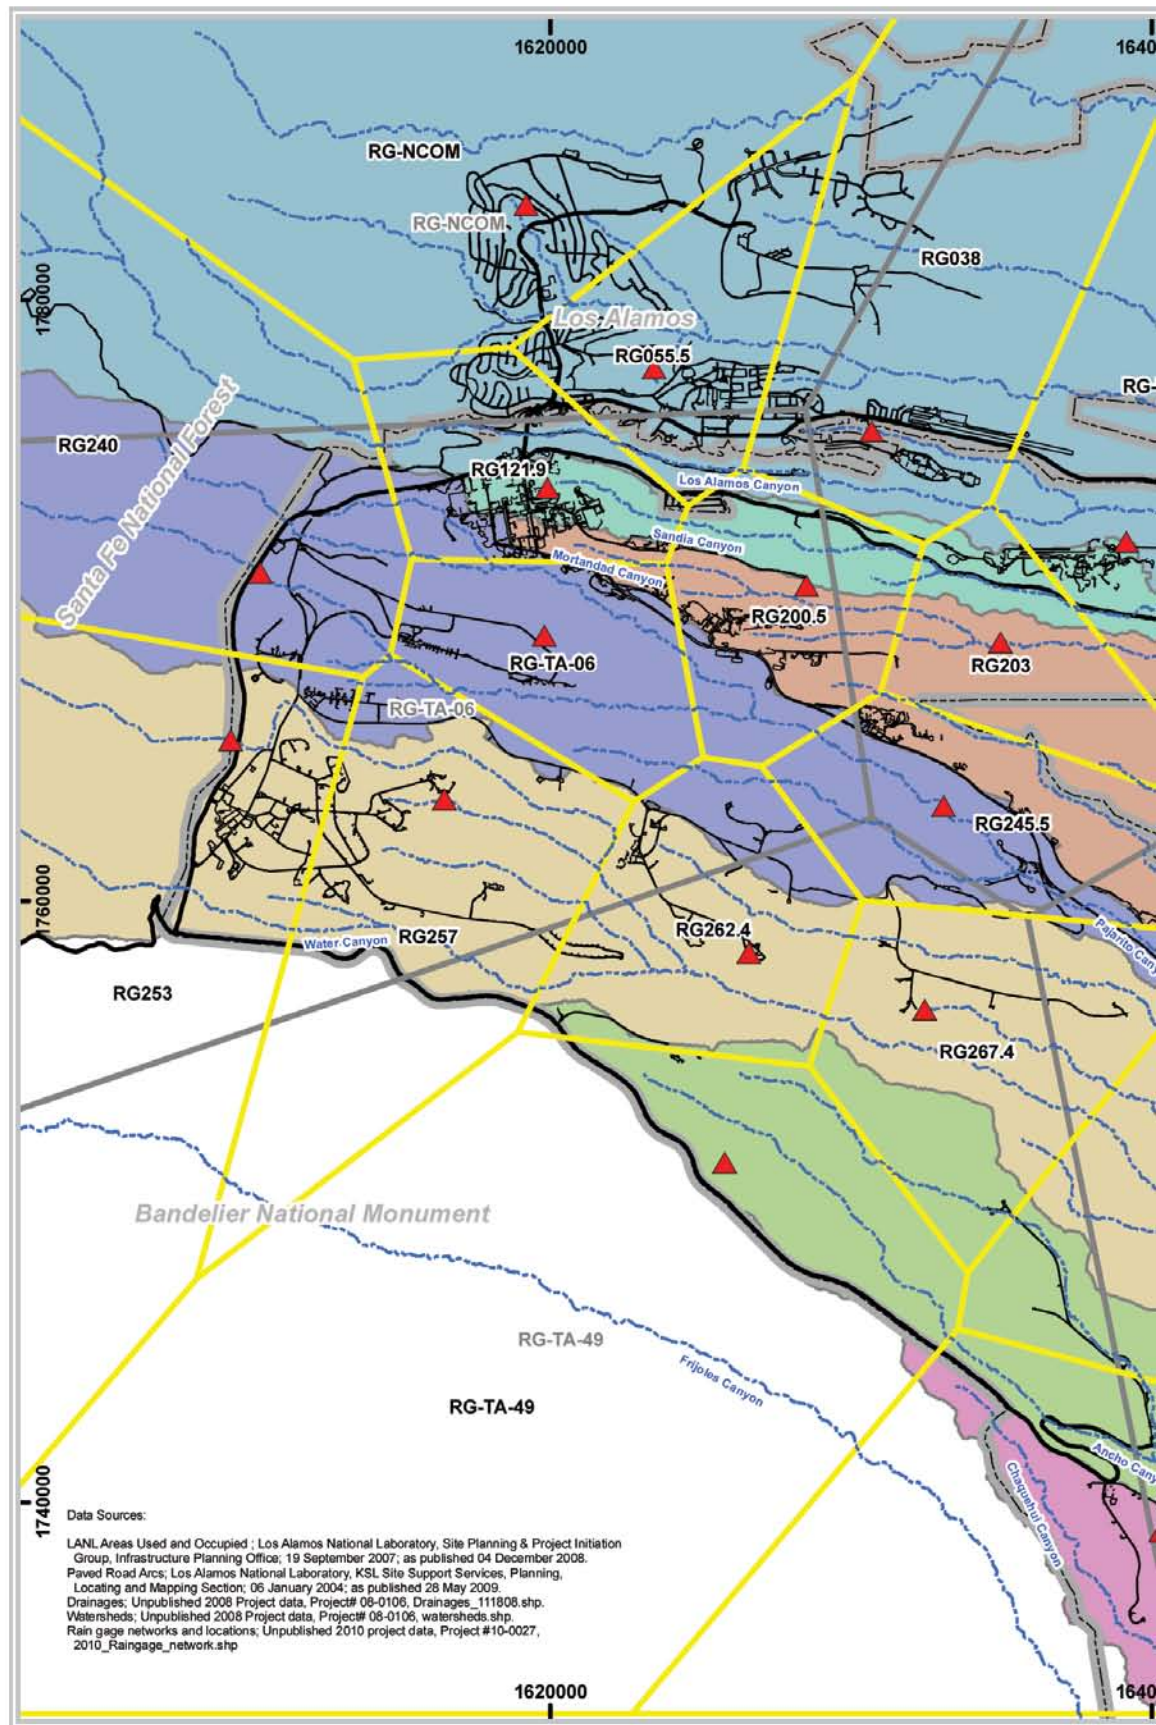 1620000
1640
RG-NCOM
RG-NCOM
RG038
1780000
Los Alamos
RG055.5
RG-
Santa Fe National Forest
RG240
RG121.9
Los Alamos Canyon
Sandia Canyon
Mortandad Canyon
RG200.5
RG-TA-06
RG203
RG-TA-06
RG245.5
1760000
RG262.4
RG257
Water Canyon
Pajarito Cany
RG253
RG267.4
Bandelier National Monument
RG-TA-49
Frijoles Canyon
RG-TA-49
Ancho Cany
Chaquehui Canyon
1740000
Data Sources:
LANL Areas Used and Occupied ; Los Alamos National Laboratory, Site Planning & Project Initiation
Group, Infrastructure Planning Office; 19 September 2007; as published 04 December 2008.
Paved Road Arcs; Los Alamos National Laboratory, KSL Site Support Services, Planning,
Locating and Mapping Section; 06 January 2004; as published 28 May 2009.
Drainages; Unpublished 2008 Project data, Project# 08-0106, Drainages_111808.shp.
Watersheds; Unpublished 2008 Project data, Project# 08-0106, watersheds.shp.
Rain gage networks and locations; Unpublished 2010 project data, Project #10-0027,
2010_Raingage_network.shp
1620000
1640